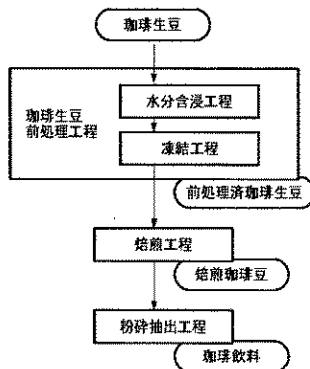 珈琲生豆
珈琲生豆
前処理工程
水分含浸工程
凍結工程
前処理済珈琲生豆
焙煎工程
焙煎珈琲豆
粉砕抽出工程
珈琲飲料